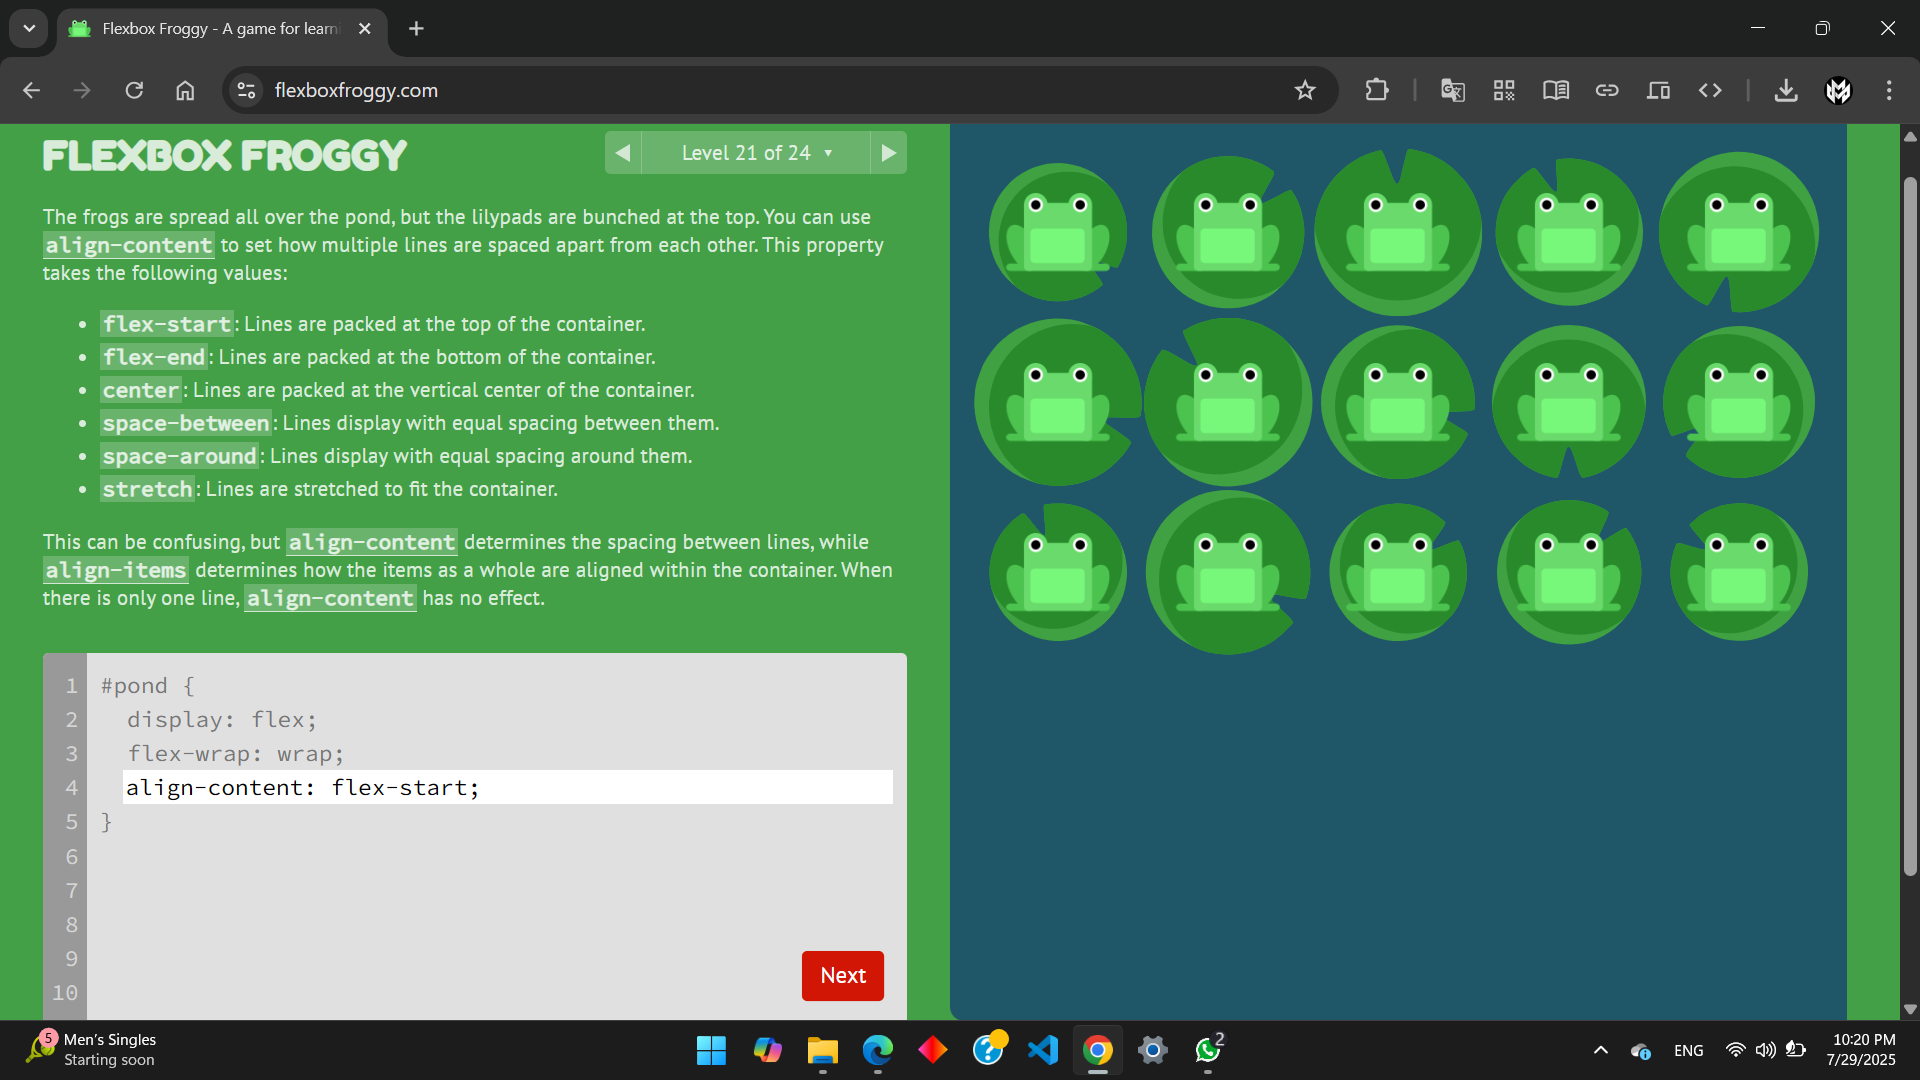 Flexbox Froggy - A game for learni
flexboxfroggy.com
FLEXBOX FROGGY
Level 21 of 24
The frogs are spread all over the pond, but the lilypads are bunched at the top. You can use
align-content to set how multiple lines are spaced apart from each other. This property
takes the following values:
flex-start: Lines are packed at the top of the container.
flex-end: Lines are packed at the bottom of the container.
center: Lines are packed at the vertical center of the container.
space-between: Lines display with equal spacing between them.
space-around: Lines display with equal spacing around them.
stretch: Lines are stretched to fit the container.
This can be confusing, but align-content determines the spacing between lines, while
align-items determines how the items as a whole are aligned within the container. When
there is only one line, align-content has no effect.
1 #pond {
2 display: flex;
3 flex-wrap: wrap;
4 align-content: flex-start;
5 }
6
7
8
9
10
Next
5
Men's Singles
Starting soon
2
ENG
10:20 PM
7/29/2025